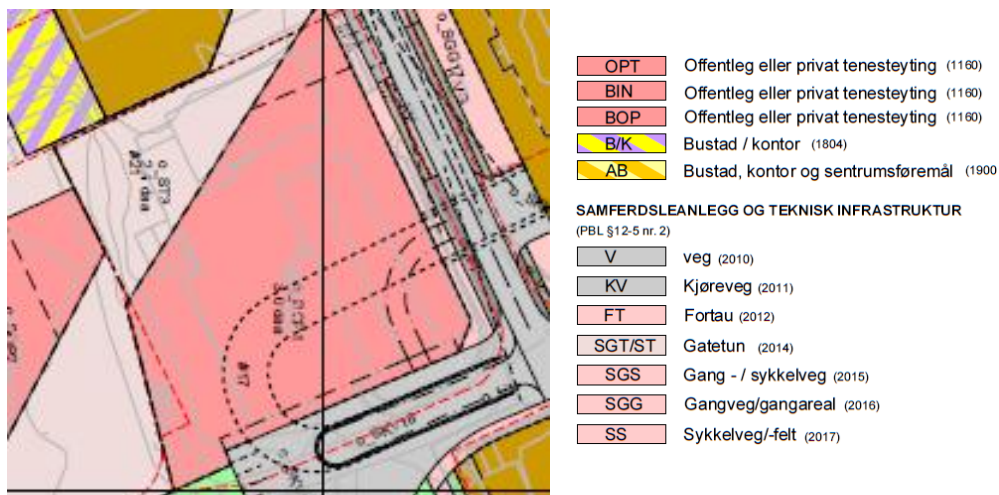 o_SGG17
o_ST3
daa
#21
daa
#17
OPT Offentleg eller privat tenesteyting (1160)
BIN Offentleg eller privat tenesteyting (1160)
BOP Offentleg eller privat tenesteyting (1160)
B/K Bustad / kontor (1804)
AB Bustad, kontor og sentrumsføremål (1900
SAMFERDSLEANLEGG OG TEKNISK INFRASTRUKTUR
(PBL §12-5 nr. 2)
V veg (2010)
KV Kjøreveg (2011)
FT Fortau (2012)
SGT/ST Gatetun (2014)
SGS Gang - / sykkelveg (2015)
SGG Gangveg/gangareal (2016)
SS Sykkelveg/-felt (2017)